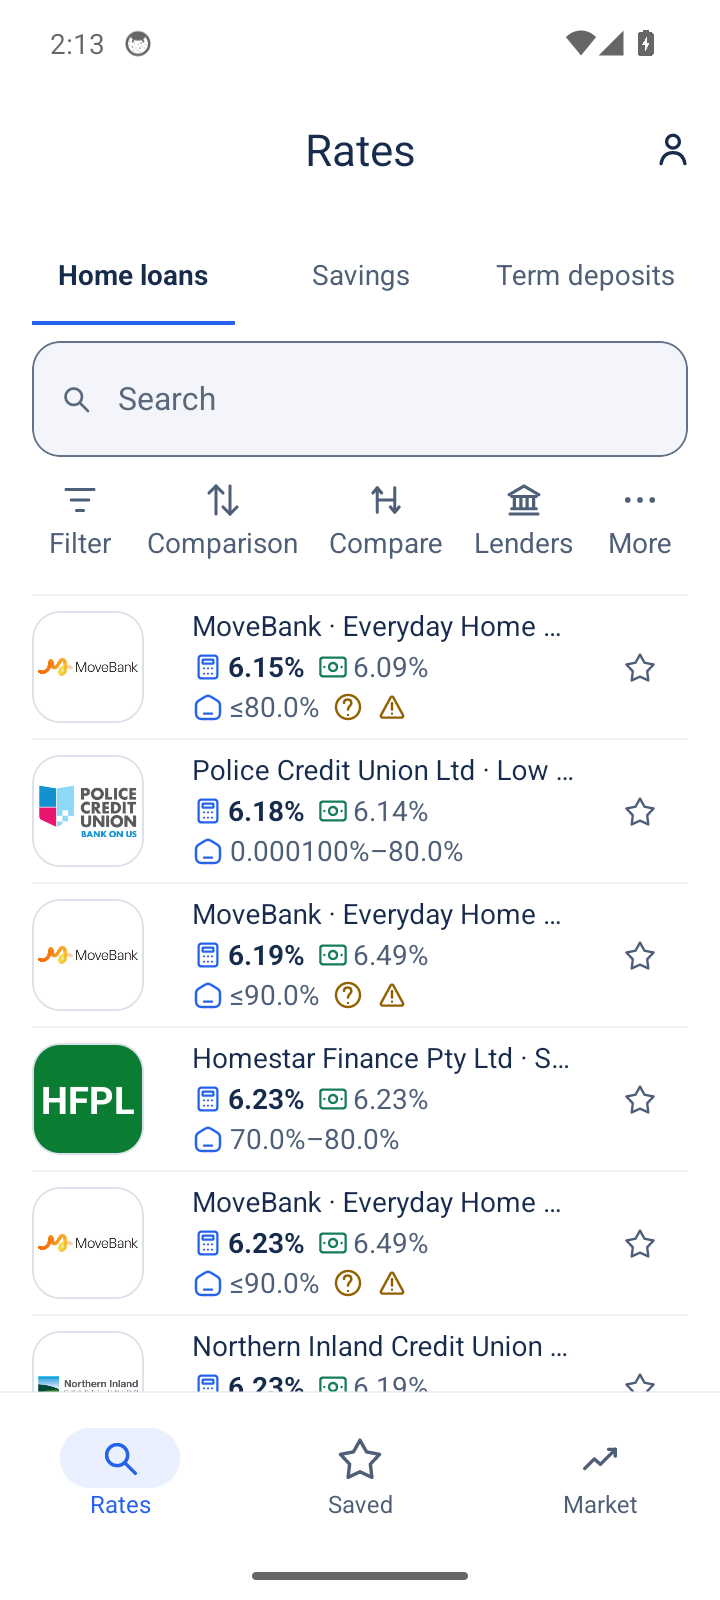 2:13
Rates
Home loans
Savings
Term deposits
Search
Filter
Comparison
Compare
Lenders
More
MoveBank
MoveBank · Everyday Home ...
6.15% 6.09%
≤80.0%
POLICE
CREDIT
UNION
BANK ON US
Police Credit Union Ltd · Low ...
6.18% 6.14%
0.000100%–80.0%
MoveBank
MoveBank · Everyday Home ...
6.19% 6.49%
≤90.0%
HFPL
Homestar Finance Pty Ltd · S...
6.23% 6.23%
70.0%–80.0%
MoveBank
MoveBank · Everyday Home ...
6.23% 6.49%
≤90.0%
Northern Inland
Northern Inland Credit Union ...
6.23% 6.19%
Rates
Saved
Market